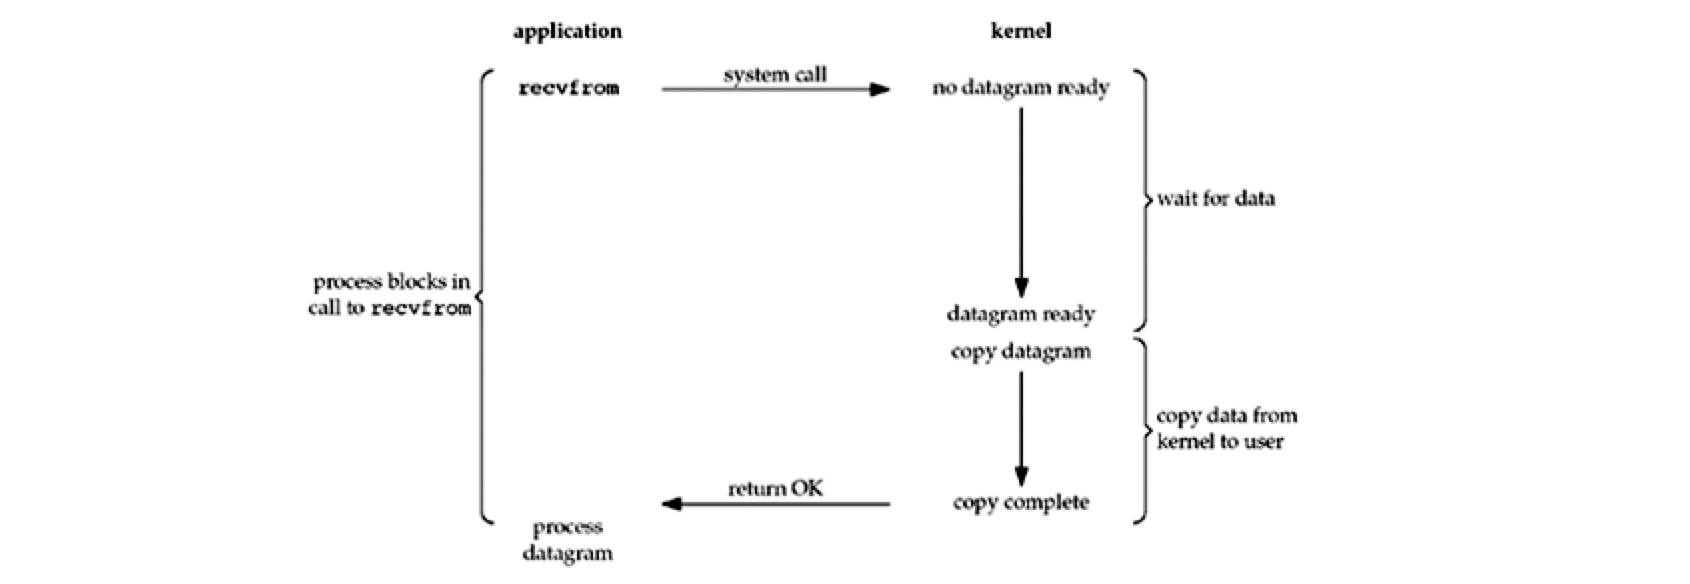 application
kernel
recvfrom
system call
no datagram ready
wait for data
process blocks in
call to recvfrom
datagram ready
copy datagram
copy data from
kernel to user
return OK
copy complete
process
datagram